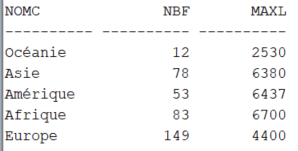 NOMC NBF MAXL
---------- ---------- ----------
Océanie 12 2530
Asie 78 6380
Amérique 53 6437
Afrique 83 6700
Europe 149 4400